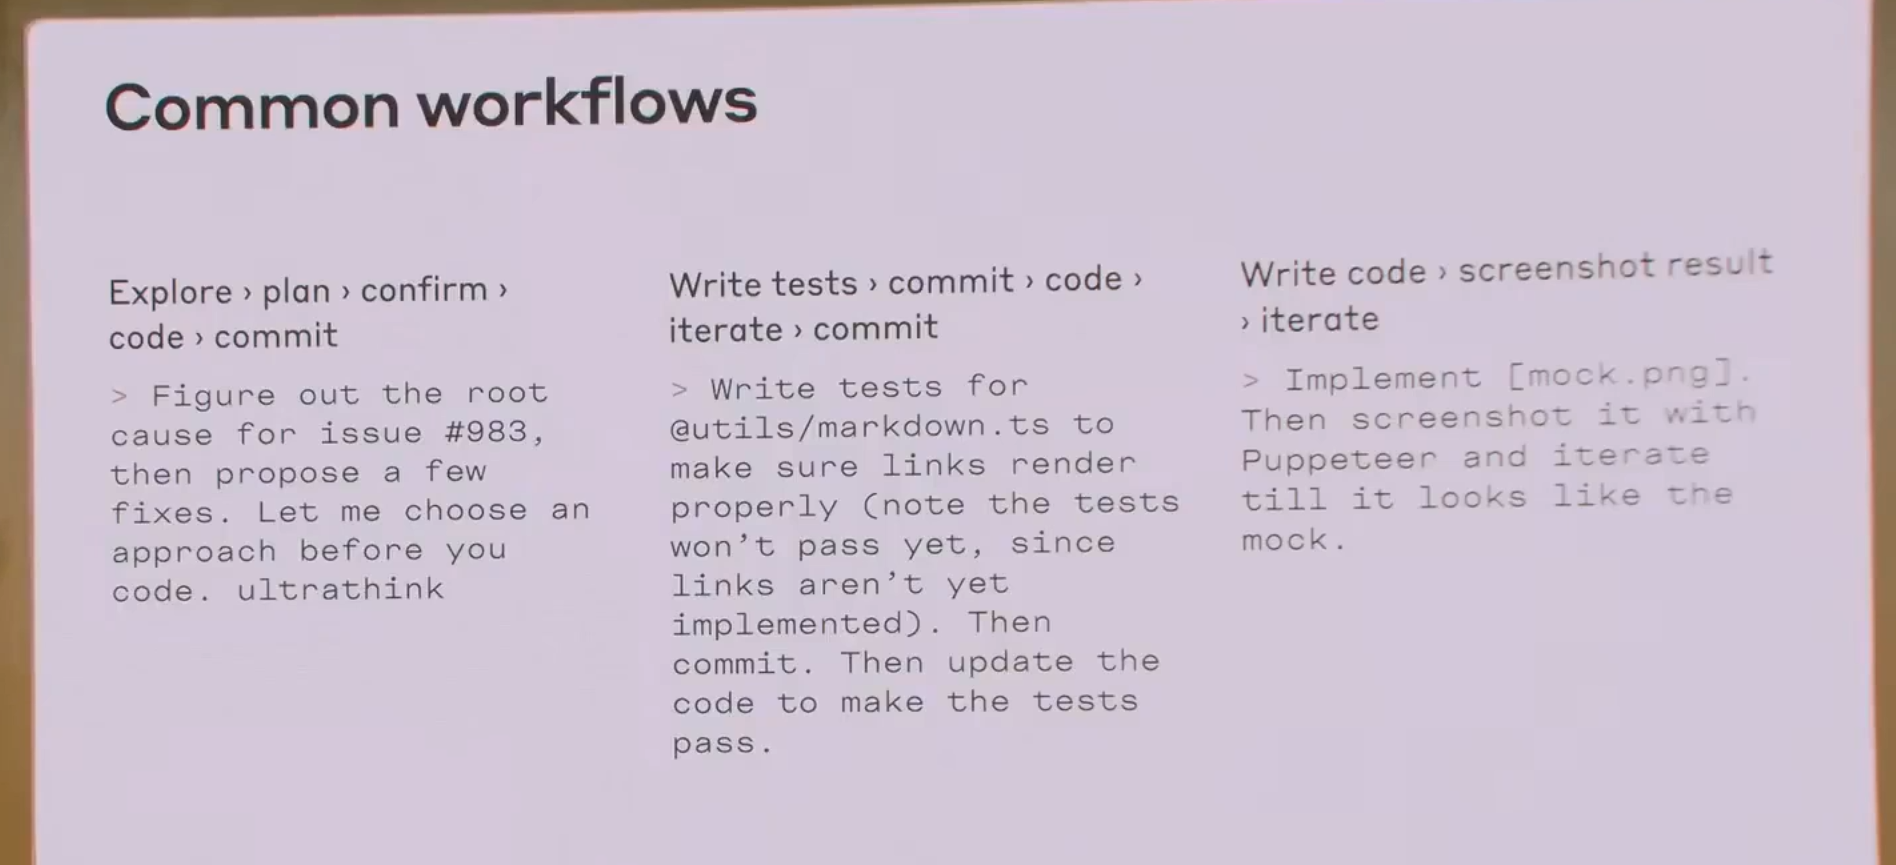 Common workflows
Explore › plan › confirm ›
code › commit
> Figure out the root
cause for issue #983,
then propose a few
fixes. Let me choose an
approach before you
code. ultrathink
Write tests › commit › code ›
iterate › commit
> Write tests for
@utils/markdown.ts to
make sure links render
properly (note the tests
won’t pass yet, since
links aren’t yet
implemented). Then
commit. Then update the
code to make the tests
pass.
Write code › screenshot result
› iterate
> Implement [mock.png].
Then screenshot it with
Puppeteer and iterate
till it looks like the
mock.